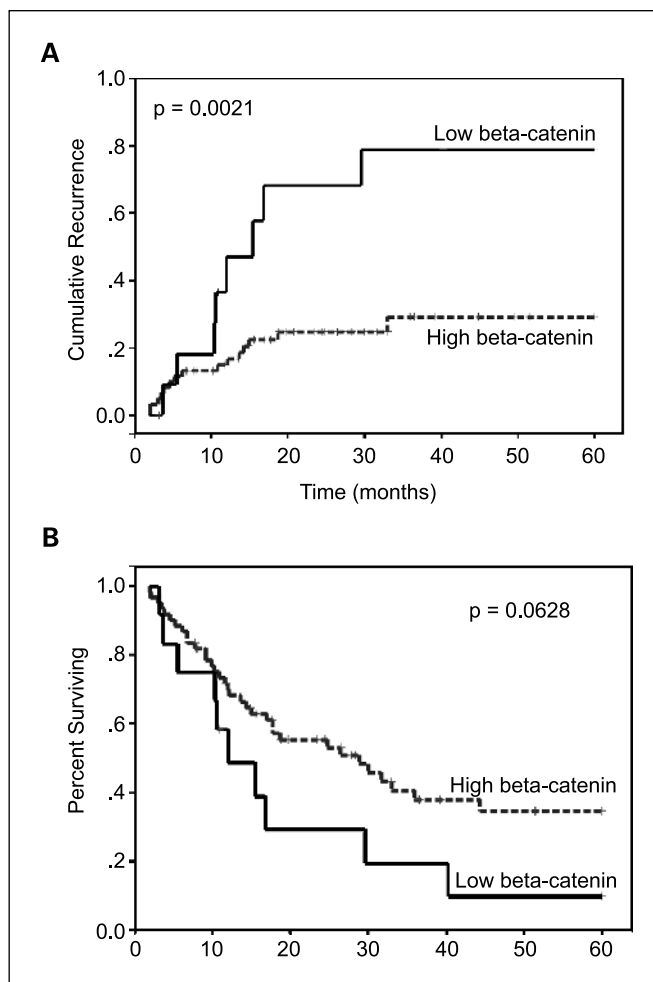 A
1.0
p = 0.0021
Low beta-catenin
.8
.6
Cumulative Recurrence
.4
High beta-catenin
.2
0.0
0 10 20 30 40 50 60
Time (months)
B
1.0
p = 0.0628
.8
Percent Surviving
.6
High beta-catenin
.4
.2
Low beta-catenin
0.0
0 10 20 30 40 50 60